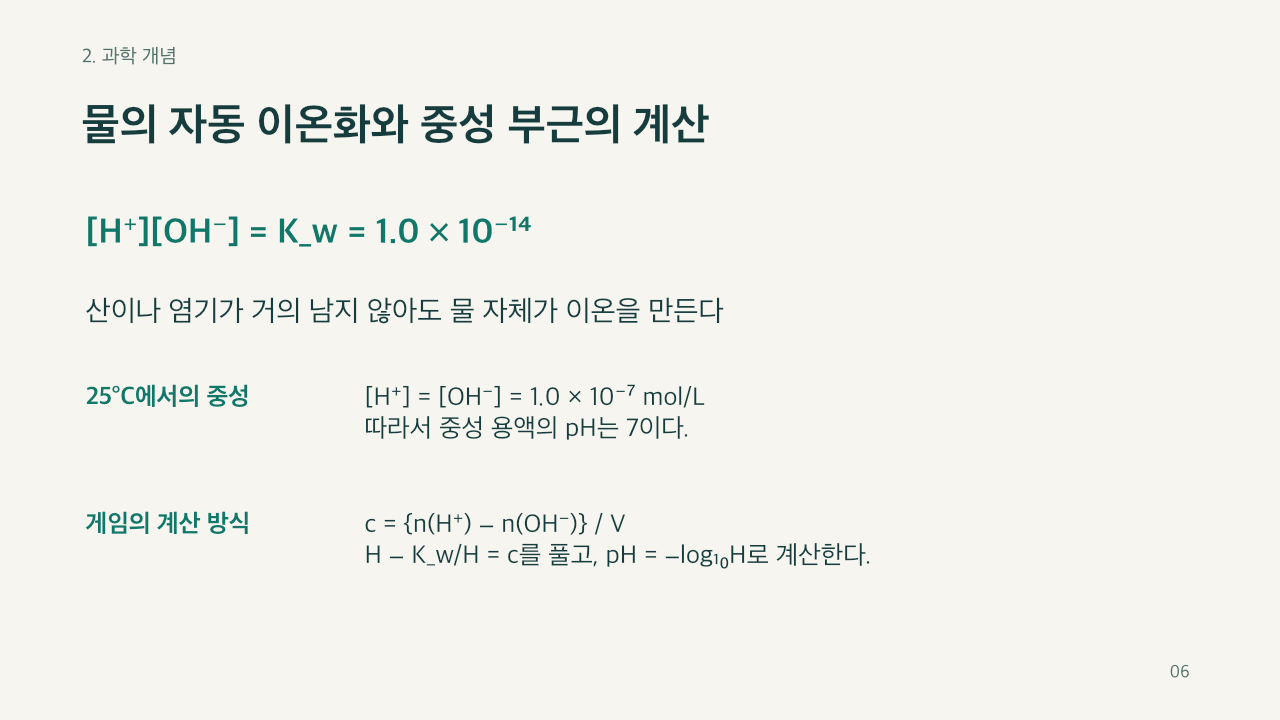 2. 과학 개념
물의 자동 이온화와 중성 부근의 계산
[H⁺][OH⁻] = K_w = 1.0 × 10⁻¹⁴
산이나 염기가 거의 남지 않아도 물 자체가 이온을 만든다
25°C에서의 중성
[H⁺] = [OH⁻] = 1.0 × 10⁻⁷ mol/L
따라서 중성 용액의 pH는 7이다.
게임의 계산 방식
c = {n(H⁺) − n(OH⁻)} / V
H − K_w/H = c를 풀고, pH = −log₁₀H로 계산한다.
06